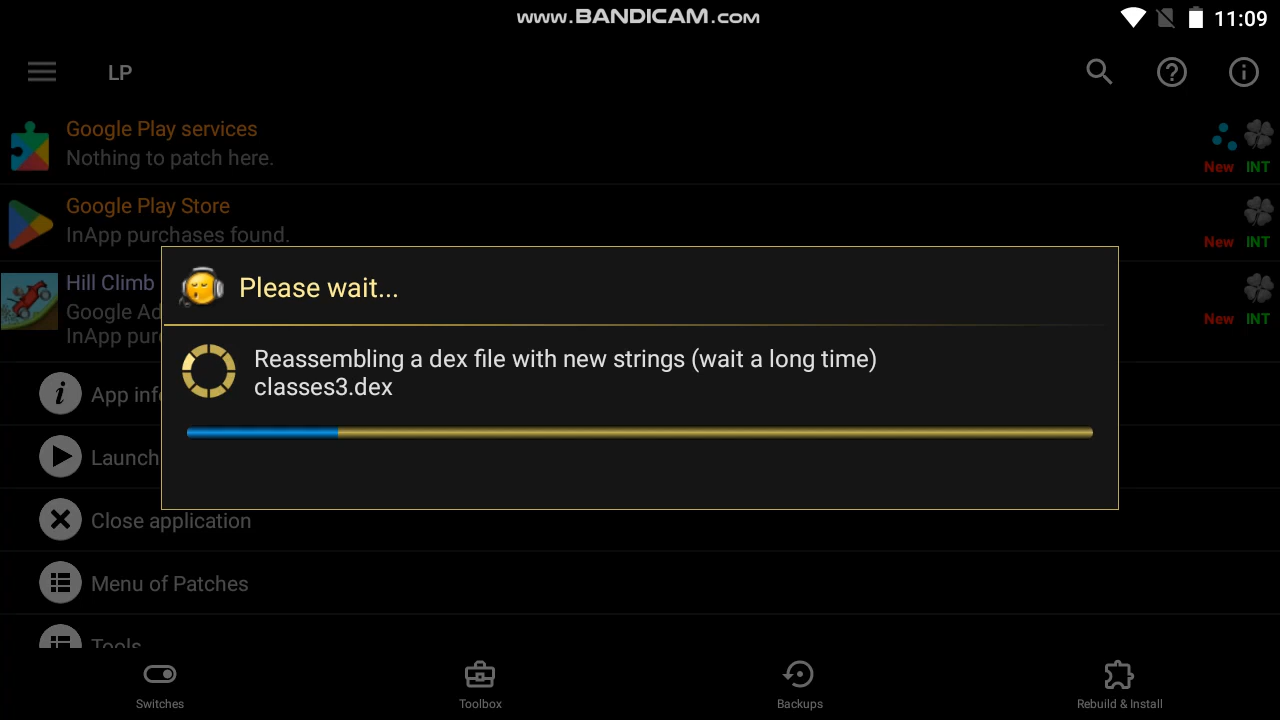 www.BANDICAM.com
11:09
LP
Google Play services
Nothing to patch here.
New INT
Google Play Store
InApp purchases found.
New INT
Hill Climb
Google Ad
InApp pur
New INT
Please wait...
Reassembling a dex file with new strings (wait a long time)
classes3.dex
App info
Launch
Close application
Menu of Patches
Tools
Switches
Toolbox
Backups
Rebuild & Install